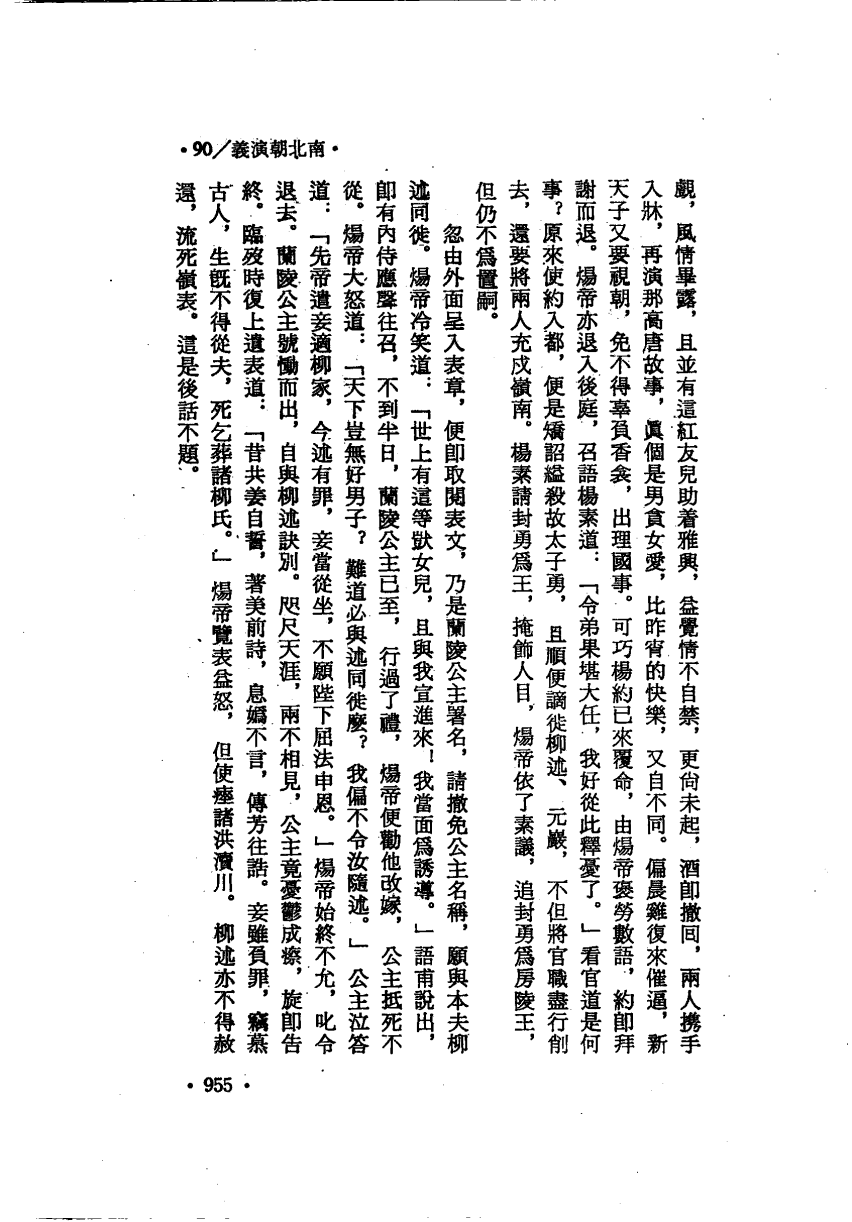 •90/義演朝北南•
覷，風情畢露，且並有這紅友兒助着雅興，益覺情不自禁，更尙未起，酒卽撤囘，兩人携手
入牀，再演那高唐故事，眞個是男貪女愛，比昨宵的快樂，又自不同。偏晨雞復來催逼，新
天子又要視朝，免不得辜負香衾，出理國事。可巧楊約已來覆命，由煬帝褒勞數語，約卽拜
謝而退。煬帝亦退入後庭，召語楊素道：「令弟果堪大任，我好從此釋憂了。」看官道是何
事？原來使約入都，便是矯詔縊殺故太子勇，且順便謫徙柳述、元巖，不但將官職盡行削
去，還要將兩人充戍嶺南。楊素請封勇爲王，掩飾人目，煬帝依了素議，追封勇爲房陵王，
但仍不爲置嗣。
忽由外面呈入表章，便卽取閱表文，乃是蘭陵公主署名，請撤免公主名稱，願與本夫柳
述同徙。煬帝冷笑道：「世上有這等獃女兒，且與我宣進來！我當面爲誘導。」語甫說出，
卽有內侍應聲往召，不到半日，蘭陵公主已至，行過了禮，煬帝便勸他改嫁，公主抵死不
從。煬帝大怒道：「天下豈無好男子？難道必與述同徙麼？我偏不令汝隨述。」公主泣答
道：「先帝遣妾適柳家，今述有罪，妾當從坐，不願陛下屈法申恩。」煬帝始終不允，叱令
退去。蘭陵公主號慟而出，自與柳述訣別。咫尺天涯，兩不相見，公主竟憂鬱成瘵，旋卽告
終。臨歿時復上遺表道：「昔共姜自誓，著美前詩，息嬀不言，傳芳往誥。妾雖負罪，竊慕
古人，生旣不得從夫，死乞葬諸柳氏。」煬帝覽表益怒，但使瘞諸洪瀆川。柳述亦不得赦
還，流死嶺表。這是後話不題。
•955•